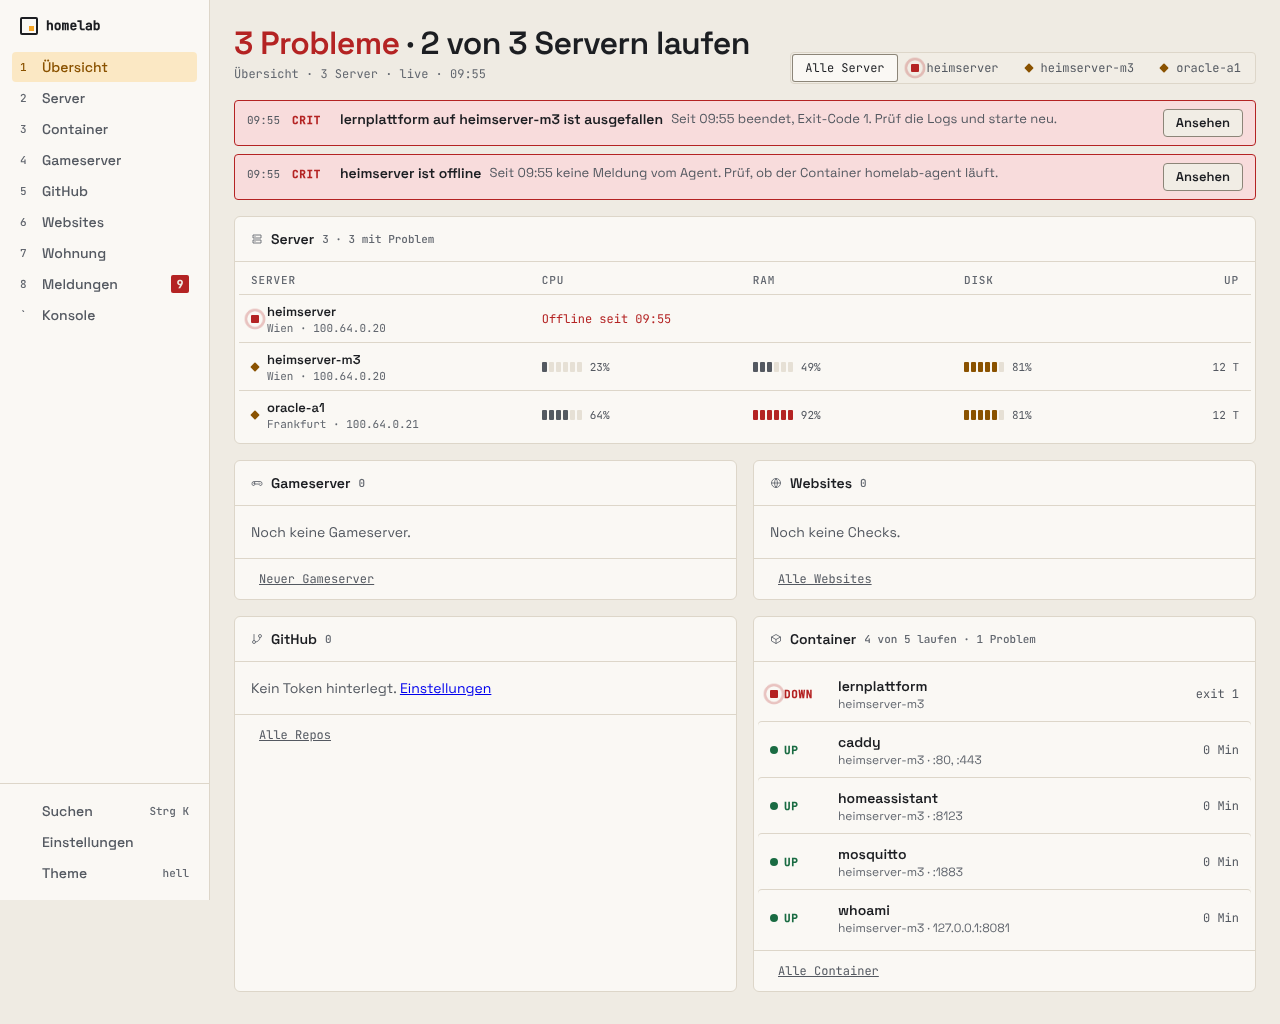 homelab
1 Übersicht
2 Server
3 Container
4 Gameserver
5 GitHub
6 Websites
7 Wohnung
8 Meldungen 9
` Konsole
Suchen Strg K
Einstellungen
Theme hell
3 Probleme · 2 von 3 Servern laufen
Übersicht · 3 Server · live · 09:55
Alle Server heimserver heimserver-m3 oracle-a1
09:55 CRIT lernplattform auf heimserver-m3 ist ausgefallen Seit 09:55 beendet, Exit-Code 1. Prüf die Logs und starte neu. Ansehen
09:55 CRIT heimserver ist offline Seit 09:55 keine Meldung vom Agent. Prüf, ob der Container homelab-agent läuft. Ansehen
Server 3 · 3 mit Problem
SERVER CPU RAM DISK UP
heimserver
Wien · 100.64.0.20
Offline seit 09:55
heimserver-m3
Wien · 100.64.0.20
23% 49% 81% 12 T
oracle-a1
Frankfurt · 100.64.0.21
64% 92% 81% 12 T
Gameserver 0
Noch keine Gameserver.
Neuer Gameserver
Websites 0
Noch keine Checks.
Alle Websites
GitHub 0
Kein Token hinterlegt. Einstellungen
Alle Repos
Container 4 von 5 laufen · 1 Problem
DOWN lernplattform exit 1
heimserver-m3
UP caddy 0 Min
heimserver-m3 · :80, :443
UP homeassistant 0 Min
heimserver-m3 · :8123
UP mosquitto 0 Min
heimserver-m3 · :1883
UP whoami 0 Min
heimserver-m3 · 127.0.0.1:8081
Alle Container